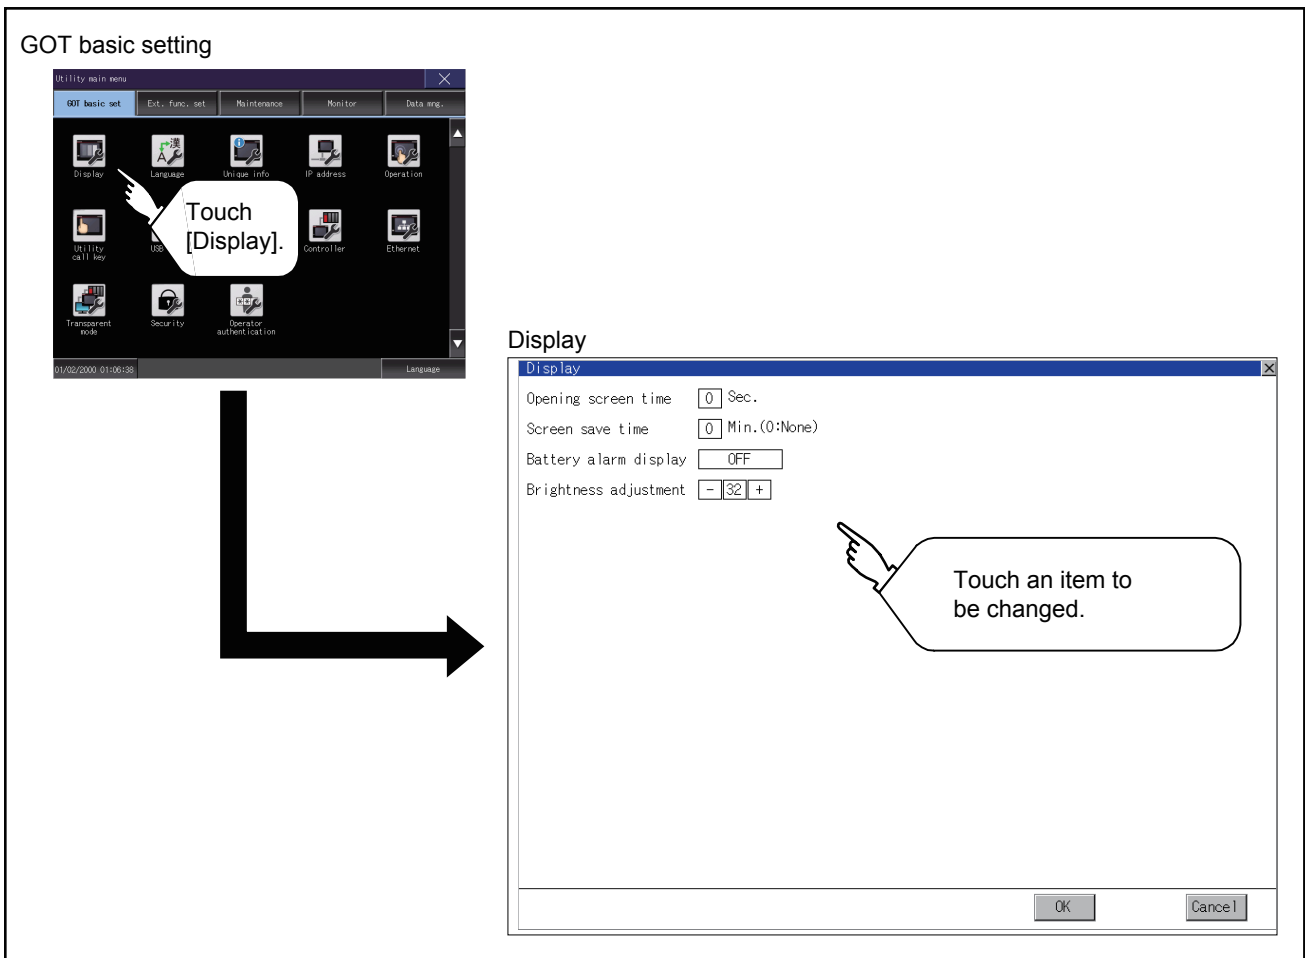 GOT basic setting
Utility main menu
GOT basic set Ext. func. set Maintenance Monitor Data mng.
Display Language Unique info IP address Operation
Touch
[Display].
Utility
call key
USB
Controller Ethernet
Transparent
mode
Security
Operator
authentication
01/02/2000 01:06:38 Language
Display
Display
Opening screen time 0 Sec.
Screen save time 0 Min.(0:None)
Battery alarm display OFF
Brightness adjustment - 32 +
Touch an item to
be changed.
OK Cancel